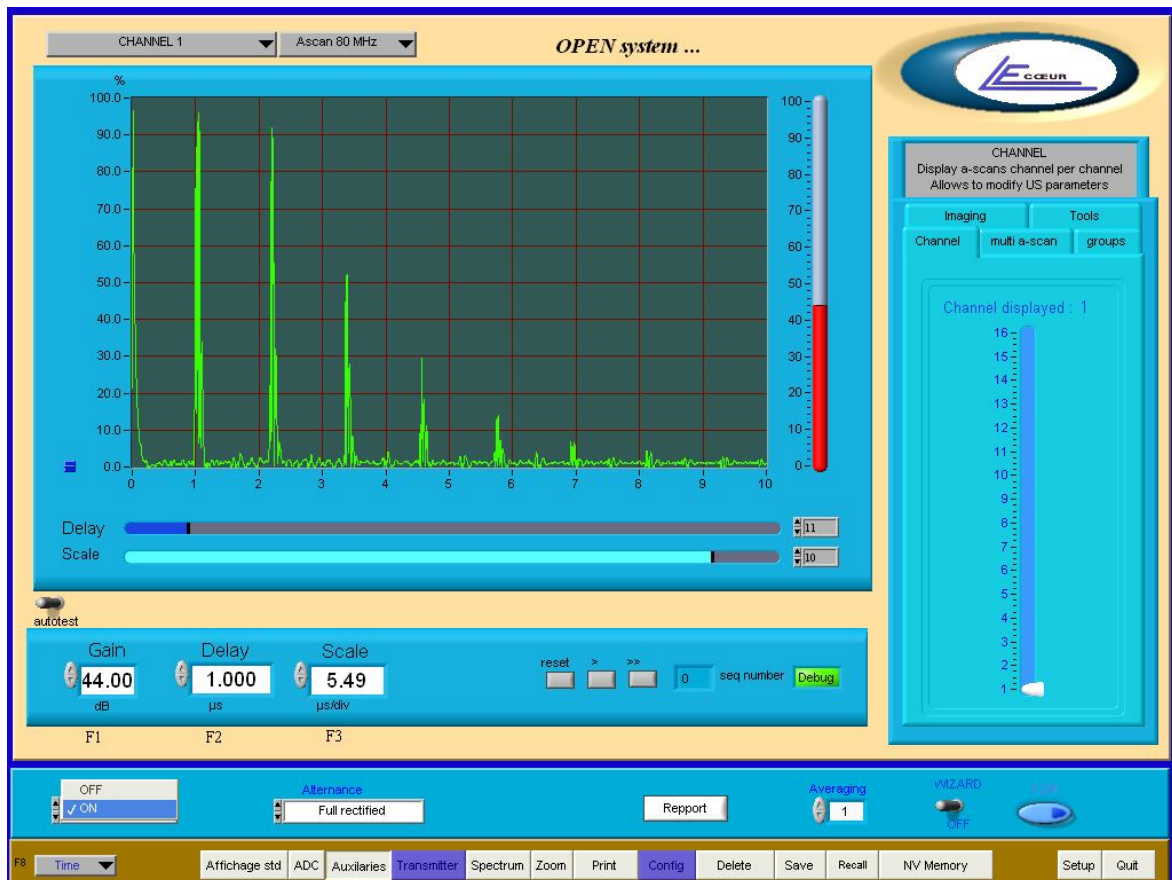 CHANNEL 1
Ascan 80 MHz
OPEN system ...
LECŒUR
%
100.0
90.0
80.0
70.0
60.0
50.0
40.0
30.0
20.0
10.0
0.0
0 1 2 3 4 5 6 7 8 9 10
100
90
80
70
60
50
40
30
20
10
0
Delay 11
Scale 10
CHANNEL
Display a-scans channel per channel
Allows to modify US parameters
Imaging Tools
Channel multi a-scan groups
Channel displayed : 1
16
15
14
13
12
11
10
9
8
7
6
5
4
3
2
1
autotest
Gain Delay Scale
44.00 1.000 5.49
dB µs µs/div
F1 F2 F3
reset > >> 0 seq number Debug
OFF
✓ ON
Alternance
Full rectified
Repport
Averaging
1
WIZARD
OFF
F8 Time Affichage std ADC Auxilaries Transmitter Spectrum Zoom Print Config Delete Save Recall NV Memory Setup Quit